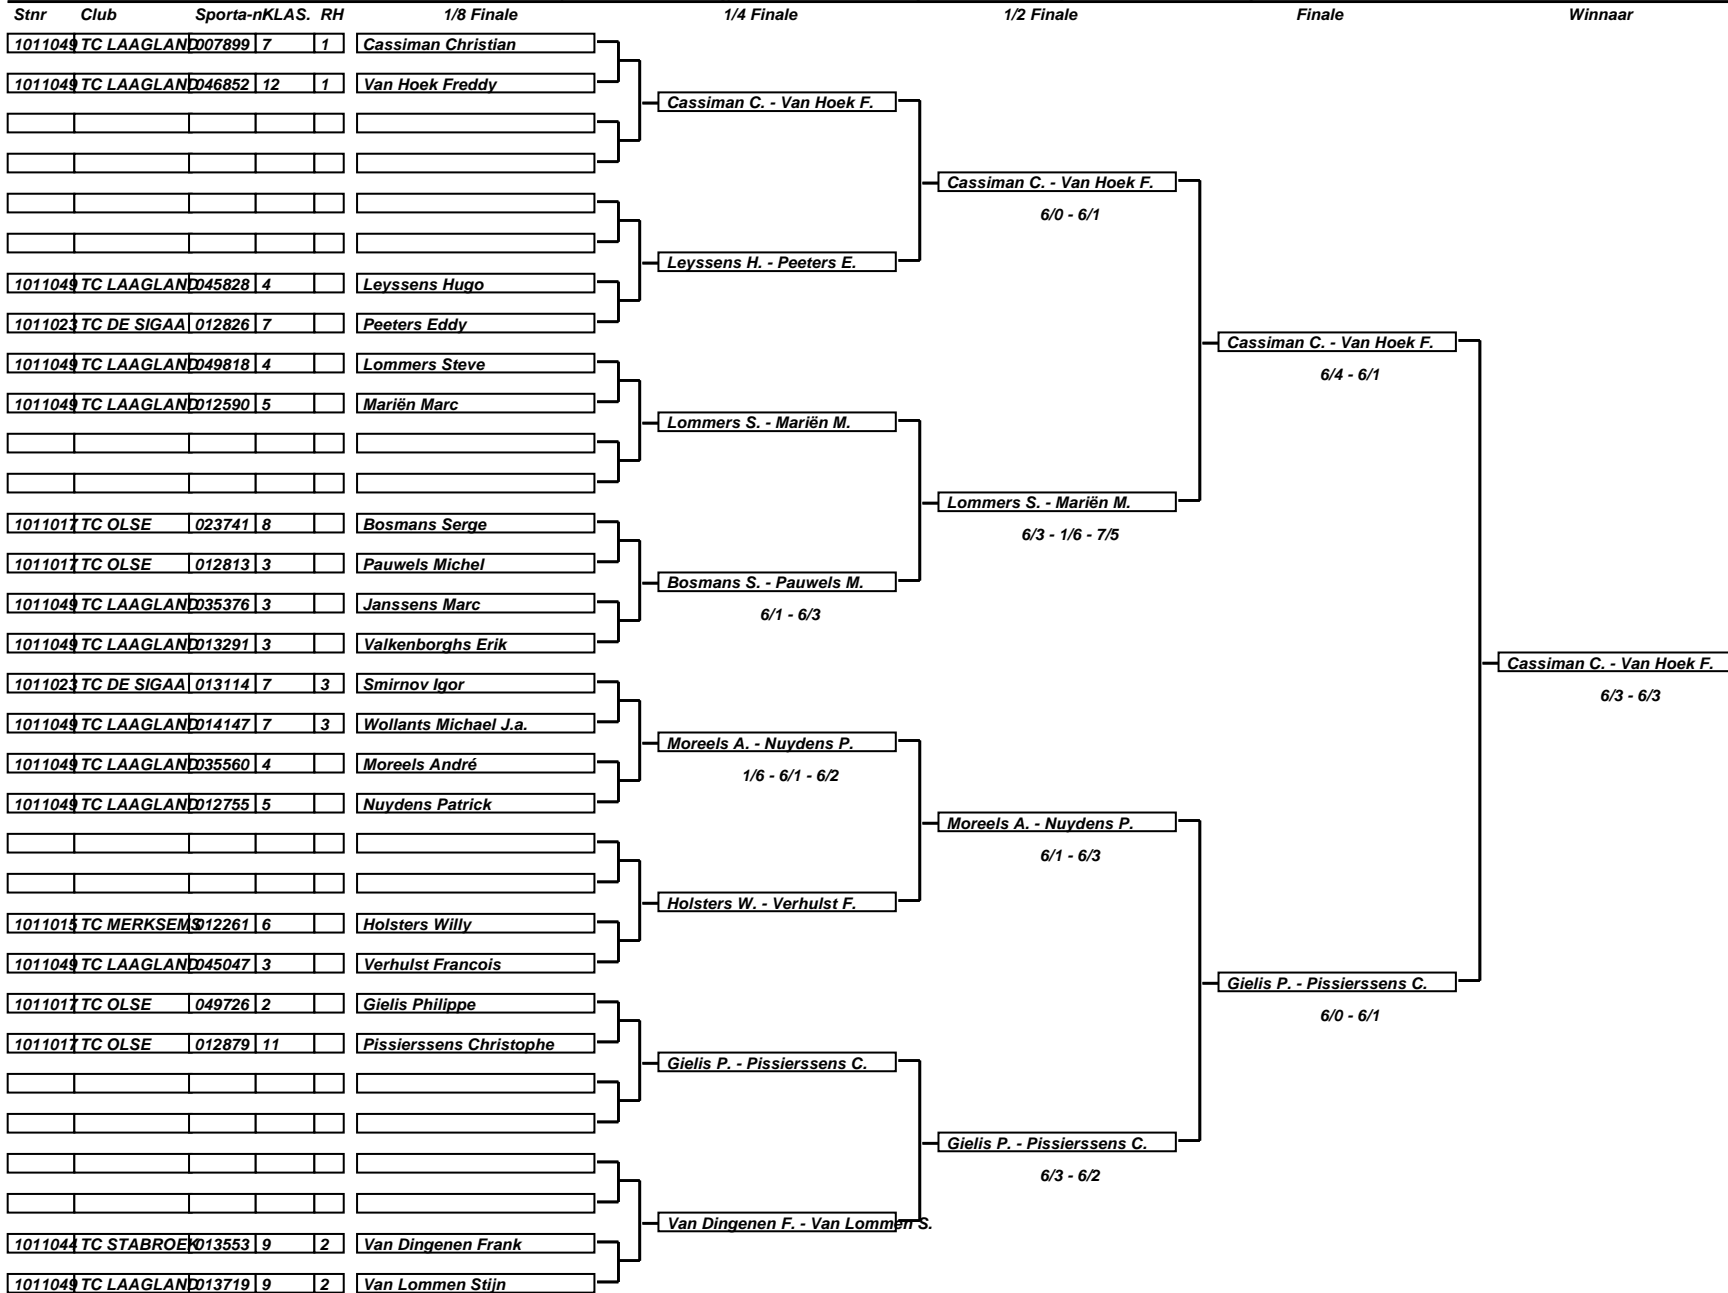 Stnr Club Sporta-nKLAS. RH 1/8 Finale 1/4 Finale 1/2 Finale Finale Winnaar
1011049 TC LAAGLAND 007899 7 1 Cassiman Christian
1011049 TC LAAGLAND 046852 12 1 Van Hoek Freddy
Cassiman C. - Van Hoek F.
Cassiman C. - Van Hoek F.
6/0 - 6/1
Leyssens H. - Peeters E.
1011049 TC LAAGLAND 045828 4 Leyssens Hugo
1011023 TC DE SIGAA 012826 7 Peeters Eddy
Cassiman C. - Van Hoek F.
1011049 TC LAAGLAND 049818 4 Lommers Steve
6/4 - 6/1
1011049 TC LAAGLAND 012590 5 Mariën Marc
Lommers S. - Mariën M.
Lommers S. - Mariën M.
1011017 TC OLSE 023741 8 Bosmans Serge
6/3 - 1/6 - 7/5
1011017 TC OLSE 012813 3 Pauwels Michel
Bosmans S. - Pauwels M.
1011049 TC LAAGLAND 035376 3 Janssens Marc
6/1 - 6/3
1011049 TC LAAGLAND 013291 3 Valkenborghs Erik
Cassiman C. - Van Hoek F.
1011023 TC DE SIGAA 013114 7 3 Smirnov Igor
6/3 - 6/3
1011049 TC LAAGLAND 014147 7 3 Wollants Michael J.a.
Moreels A. - Nuydens P.
1011049 TC LAAGLAND 035560 4 Moreels André
1/6 - 6/1 - 6/2
1011049 TC LAAGLAND 012755 5 Nuydens Patrick
Moreels A. - Nuydens P.
6/1 - 6/3
Holsters W. - Verhulst F.
1011015 TC MERKSEMS 012261 6 Holsters Willy
1011049 TC LAAGLAND 045047 3 Verhulst Francois
Gielis P. - Pissierssens C.
1011017 TC OLSE 049726 2 Gielis Philippe
6/0 - 6/1
1011017 TC OLSE 012879 11 Pissierssens Christophe
Gielis P. - Pissierssens C.
Gielis P. - Pissierssens C.
6/3 - 6/2
Van Dingenen F. - Van Lommen S.
1011044 TC STABROEK 013553 9 2 Van Dingenen Frank
1011049 TC LAAGLAND 013719 9 2 Van Lommen Stijn